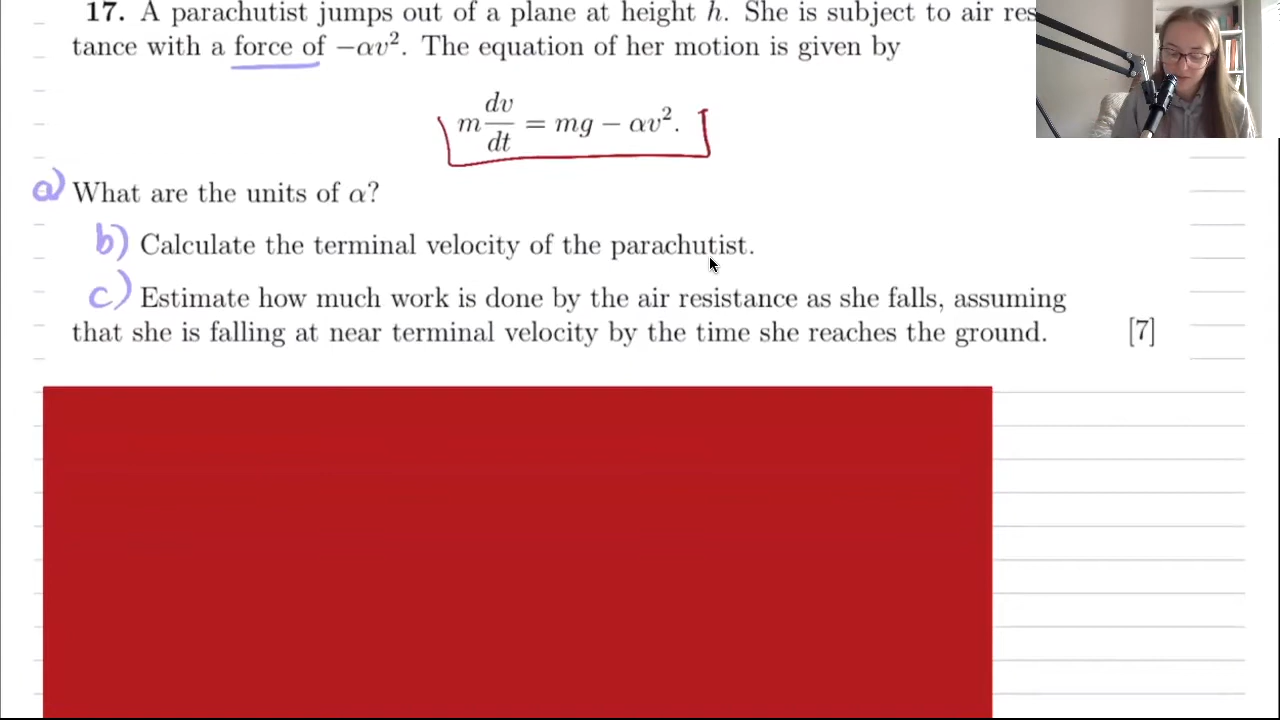 17. A parachutist jumps out of a plane at height h. She is subject to air res
tance with a force of −αv². The equation of her motion is given by
m dv/dt = mg − αv².
a) What are the units of α?
b) Calculate the terminal velocity of the parachutist.
c) Estimate how much work is done by the air resistance as she falls, assuming
that she is falling at near terminal velocity by the time she reaches the ground. [7]